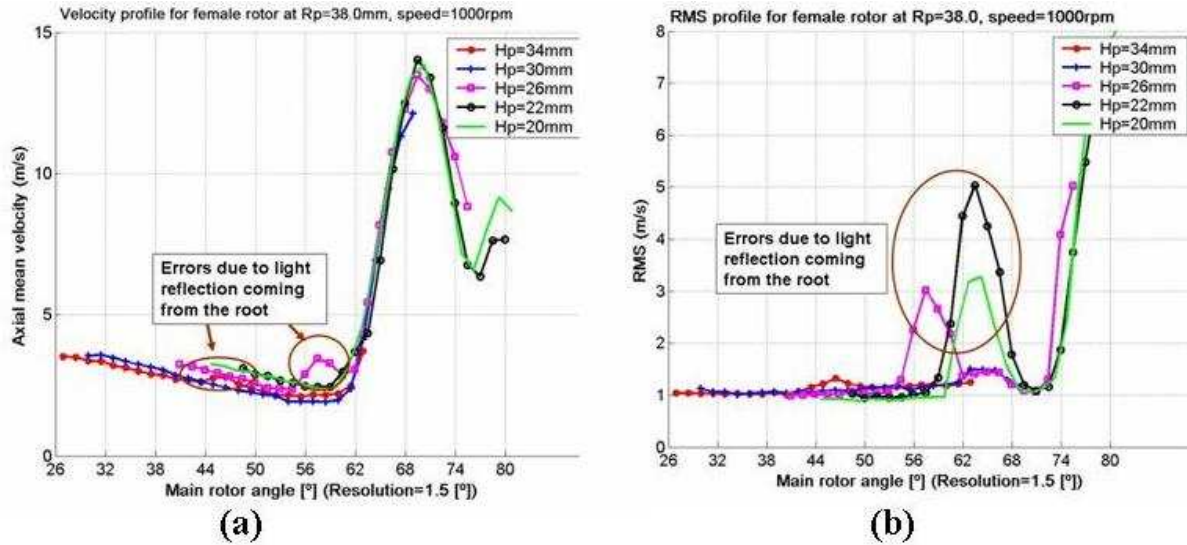 Velocity profile for female rotor at Rp=38.0mm, speed=1000rpm
15
10
5
0
Axial mean velocity (m/s)
Hp=34mm
Hp=30mm
Hp=26mm
Hp=22mm
Hp=20mm
Errors due to light
reflection coming
from the root
26 32 38 44 50 56 62 68 74 80
Main rotor angle [º] (Resolution=1.5 [º])
(a)
RMS profile for female rotor at Rp=38.0, speed=1000rpm
8
7
6
5
4
3
2
1
0
RMS (m/s)
Hp=34mm
Hp=30mm
Hp=26mm
Hp=22mm
Hp=20mm
Errors due to light
reflection coming
from the root
26 32 38 44 50 56 62 68 74 80
Main rotor angle [º] (Resolution=1.5 [º])
(b)